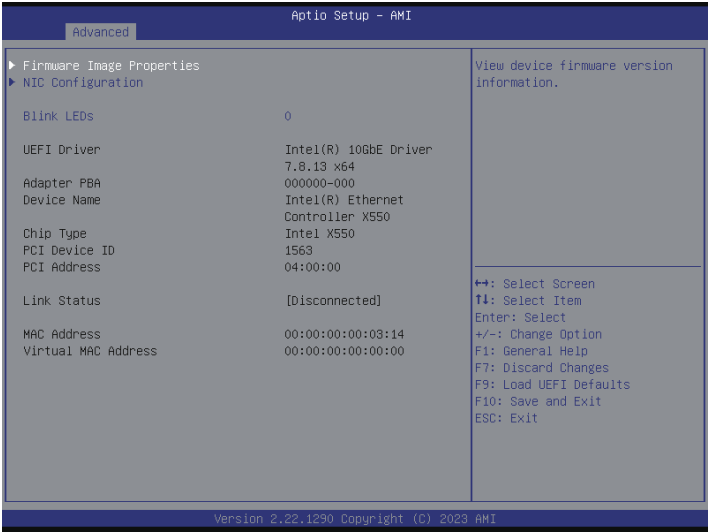 Aptio Setup – AMI
Advanced
Firmware Image Properties
NIC Configuration
Blink LEDs 0
UEFI Driver Intel(R) 10GbE Driver
7.8.13 x64
Adapter PBA 000000-000
Device Name Intel(R) Ethernet
Controller X550
Chip Type Intel X550
PCI Device ID 1563
PCI Address 04:00:00
Link Status [Disconnected]
MAC Address 00:00:00:00:03:14
Virtual MAC Address 00:00:00:00:00:00
View device firmware version
information.
↔: Select Screen
↑↓: Select Item
Enter: Select
+/-: Change Option
F1: General Help
F7: Discard Changes
F9: Load UEFI Defaults
F10: Save and Exit
ESC: Exit
Version 2.22.1290 Copyright (C) 2023 AMI